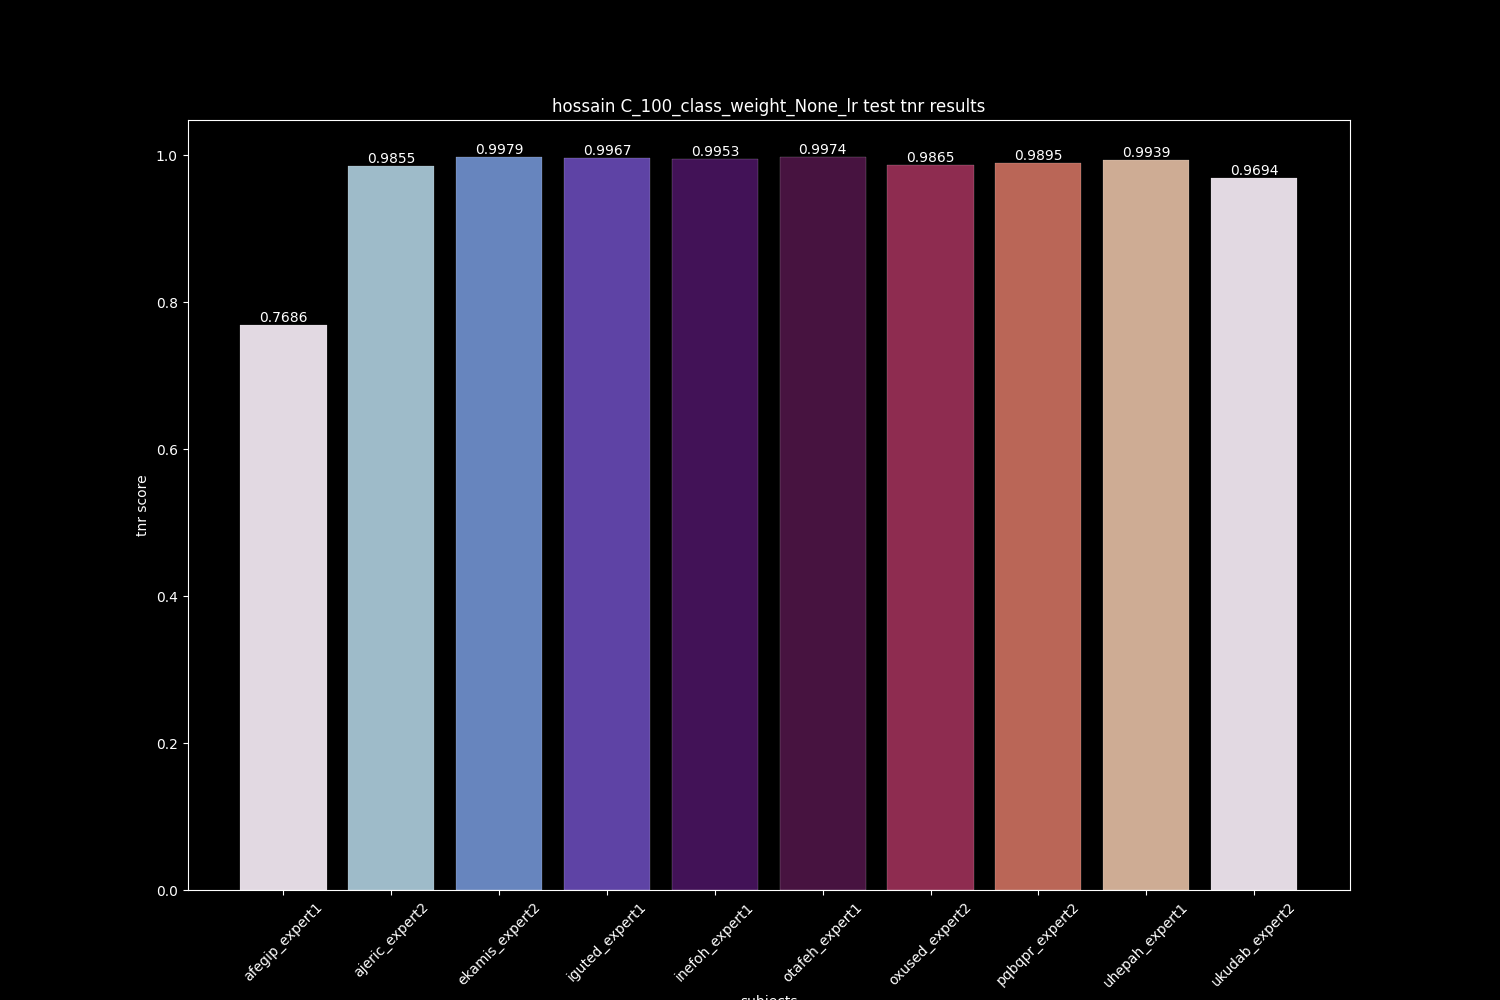 hossain C_100_class_weight_None_lr test tnr results
1.0
0.8
0.6
0.4
0.2
0.0
tnr score
0.7686
0.9855
0.9979
0.9967
0.9953
0.9974
0.9865
0.9895
0.9939
0.9694
afegip_expert1
ajeric_expert2
ekamis_expert2
iguted_expert1
inefoh_expert1
otafeh_expert1
oxused_expert2
pqbqpr_expert2
uhepah_expert1
ukudab_expert2
subjects